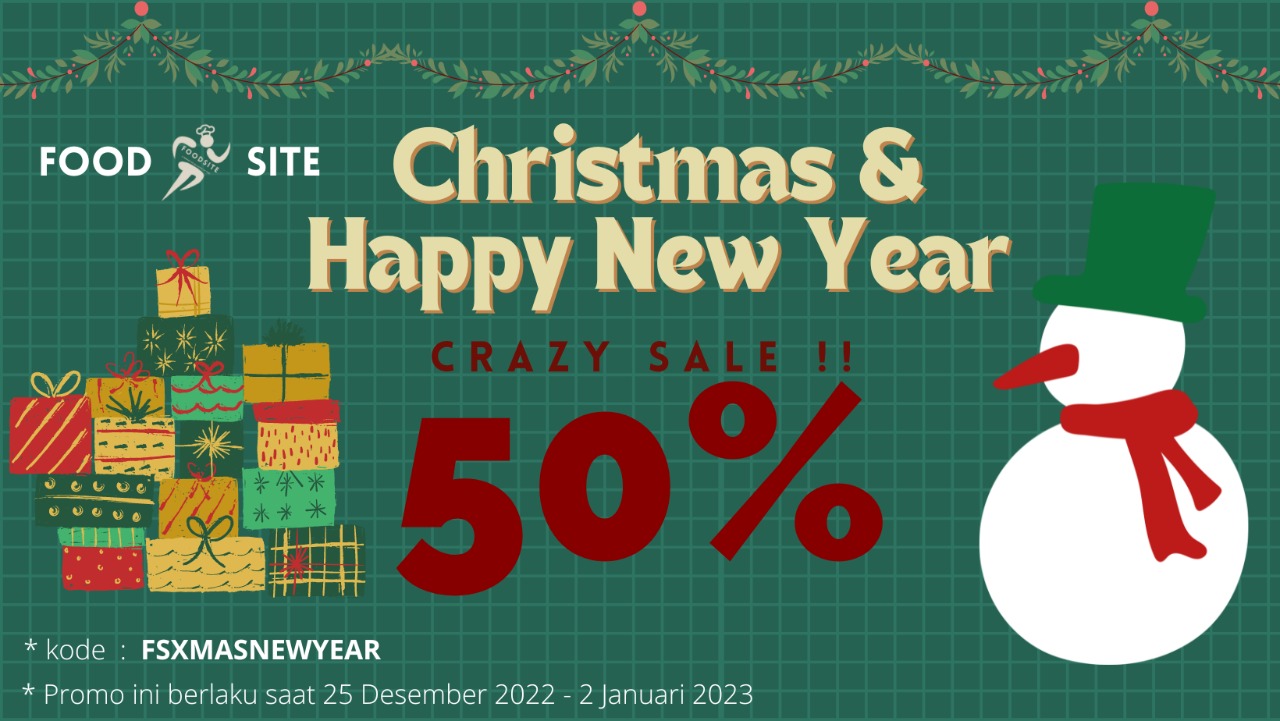 FOOD SITE
FOODSITE
Christmas &
Happy New Year
CRAZY SALE !!
50%
* kode : FSXMASNEWYEAR
* Promo ini berlaku saat 25 Desember 2022 - 2 Januari 2023